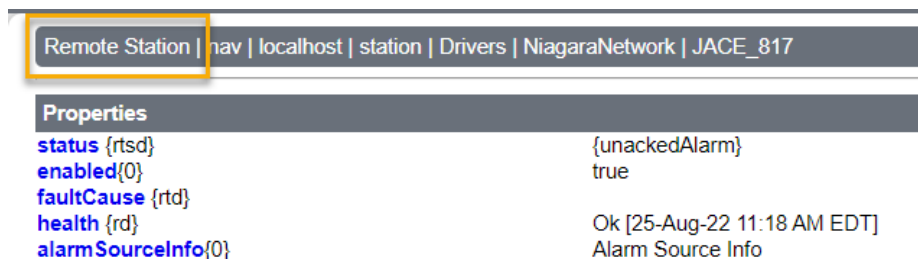 Remote Station | nav | localhost | station | Drivers | NiagaraNetwork | JACE_817
Properties
status {rtsd} {unackedAlarm}
enabled{0} true
faultCause {rtd}
health {rd} Ok [25-Aug-22 11:18 AM EDT]
alarmSourceInfo{0} Alarm Source Info